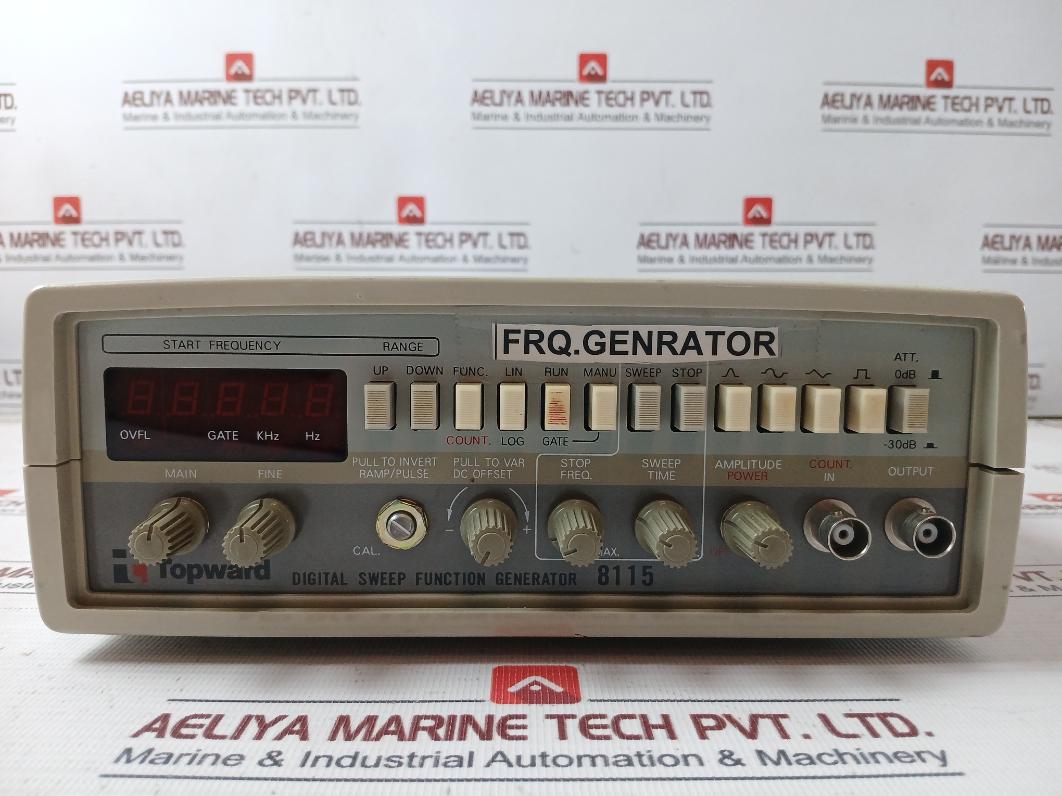 AELIYA MARINE TECH PVT. LTD.
Marine & Industrial Automation & Machinery
AELIYA MARINE TECH PVT. LTD.
Marine & Industrial Automation & Machinery
AELIYA MARINE TECH PVT. LTD.
Marine & Industrial Automation & Machinery
MARINE TECH PVT. LTD.
& Industrial Automation & Machinery
AELIYA MARINE TECH PVT. LTD.
Marine & Industrial Automation & Machinery
AELIYA MARINE TECH PVT. LTD.
Marine & Industrial Automation & Machinery
AELIYA MARINE
Marine & Industrial
START FREQUENCY RANGE
FRQ.GENRATOR
UP DOWN FUNC. LIN RUN MANU SWEEP STOP
ATT.
0dB
88888
OVFL GATE KHz Hz
COUNT. LOG GATE
-30dB
MAIN FINE
PULL TO INVERT
RAMP/PULSE
PULL TO VAR
DC OFFSET
STOP
FREQ.
SWEEP
TIME
AMPLITUDE
POWER
COUNT.
IN
OUTPUT
- +
CAL.
Topward
DIGITAL SWEEP FUNCTION GENERATOR 8115
AELIYA MARINE TECH PVT. LTD.
Marine & Industrial Automation & Machinery